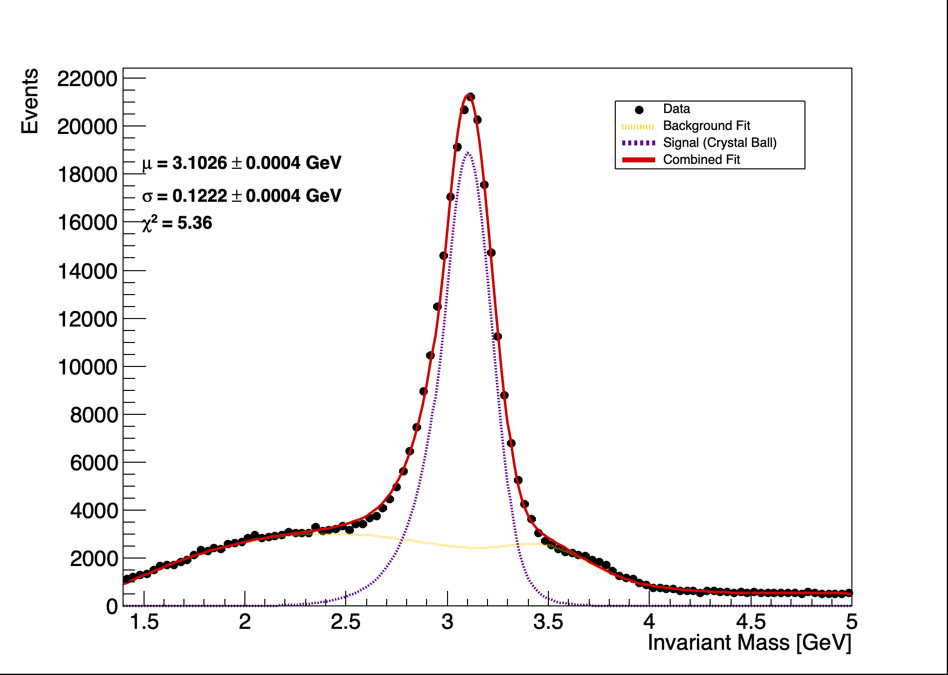 Events
22000
20000
18000
16000
14000
12000
10000
8000
6000
4000
2000
0
μ = 3.1026 ± 0.0004 GeV
σ = 0.1222 ± 0.0004 GeV
χ² = 5.36
Data
Background Fit
Signal (Crystal Ball)
Combined Fit
1.5 2 2.5 3 3.5 4 4.5 5
Invariant Mass [GeV]